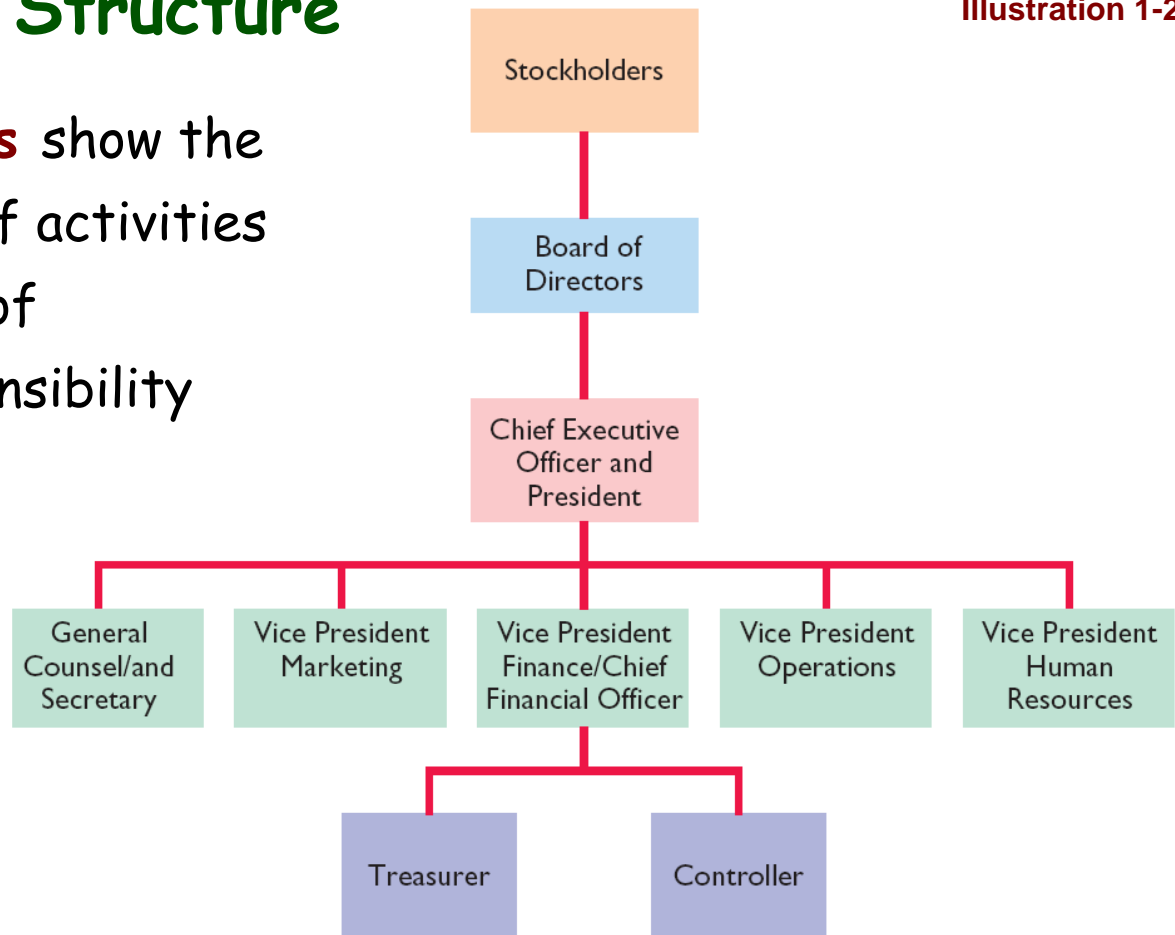 Structure
Illustration 1-2
s show the
f activities
of
nsibility
Stockholders
Board of
Directors
Chief Executive
Officer and
President
General
Counsel/and
Secretary
Vice President
Marketing
Vice President
Finance/Chief
Financial Officer
Vice President
Operations
Vice President
Human
Resources
Treasurer
Controller